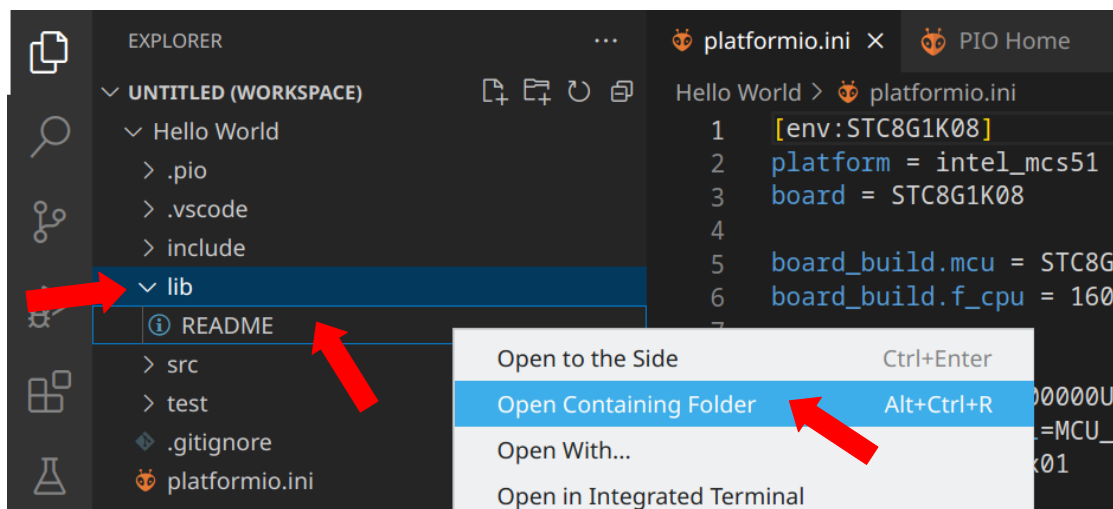 EXPLORER
···
UNTITLED (WORKSPACE)
Hello World
.pio
.vscode
include
lib
README
src
test
.gitignore
platformio.ini
platformio.ini ×
PIO Home
Hello World > platformio.ini
1 [env:STC8G1K08]
2 platform = intel_mcs51
3 board = STC8G1K08
4
5 board_build.mcu = STC8G
6 board_build.f_cpu = 160
00000U
=MCU_
x01
Open to the Side Ctrl+Enter
Open Containing Folder Alt+Ctrl+R
Open With...
Open in Integrated Terminal